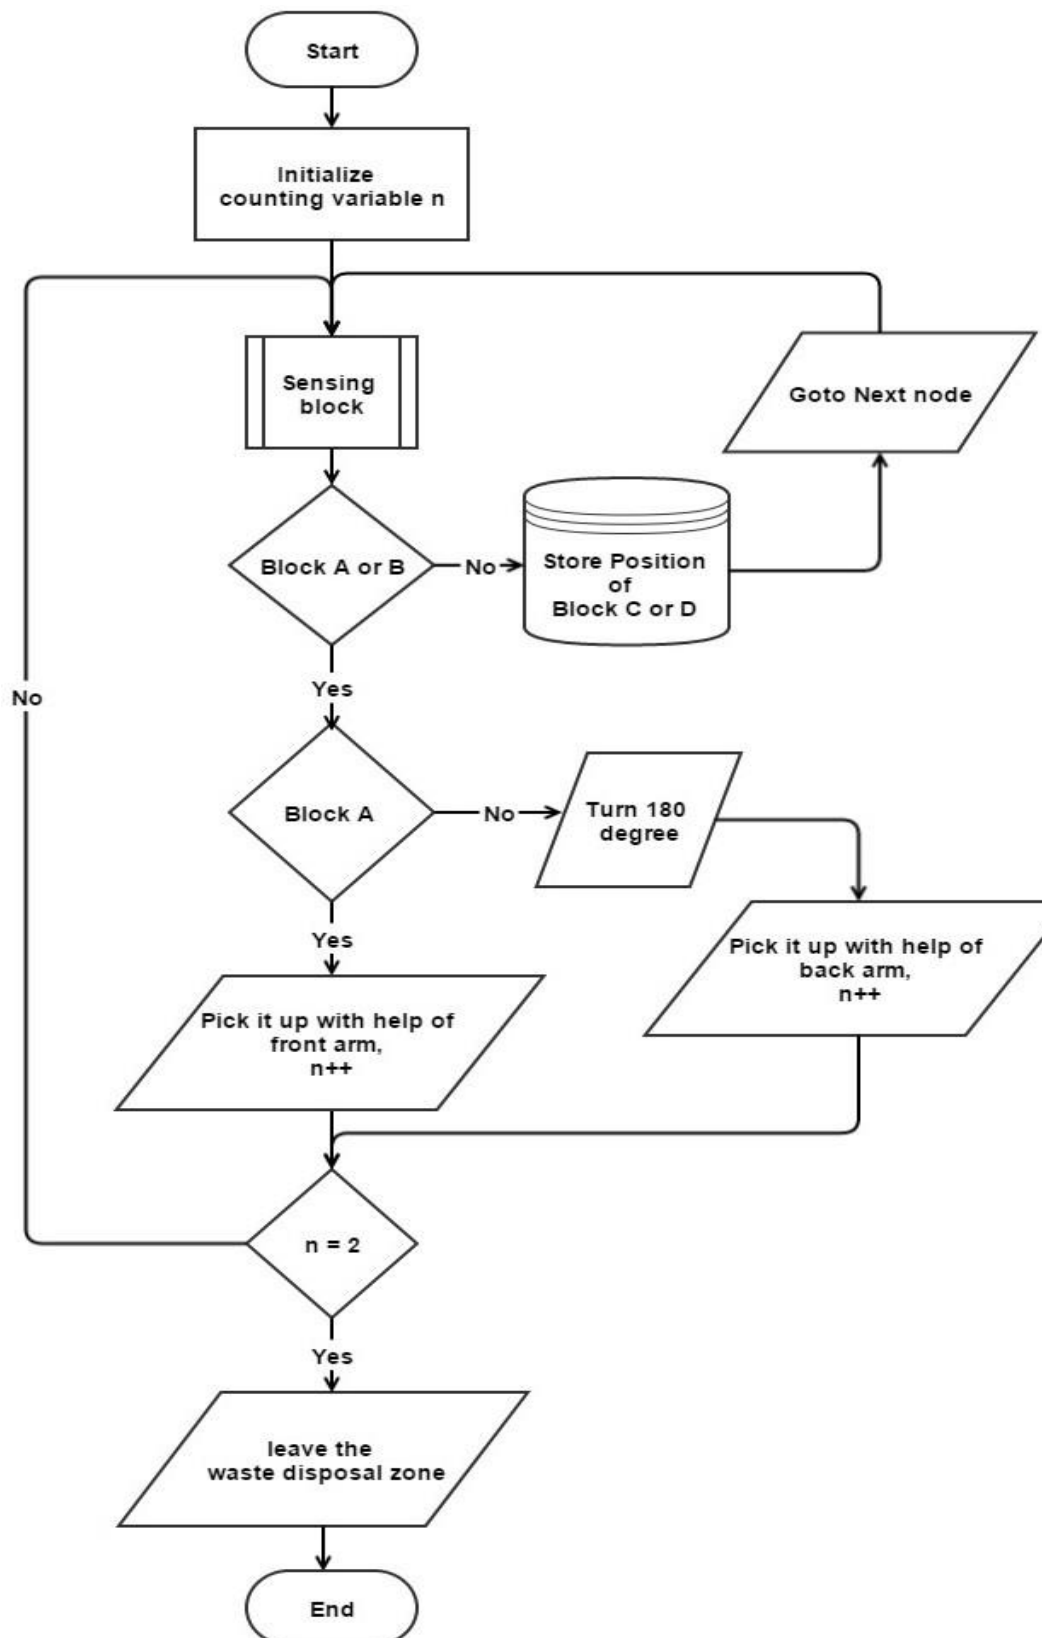 Start
Initialize
counting variable n
Sensing
block
Goto Next node
Block A or B
No
Store Position
of
Block C or D
Yes
No
Block A
No
Turn 180
degree
Yes
Pick it up with help of
back arm,
n++
Pick it up with help of
front arm,
n++
n = 2
Yes
leave the
waste disposal zone
End